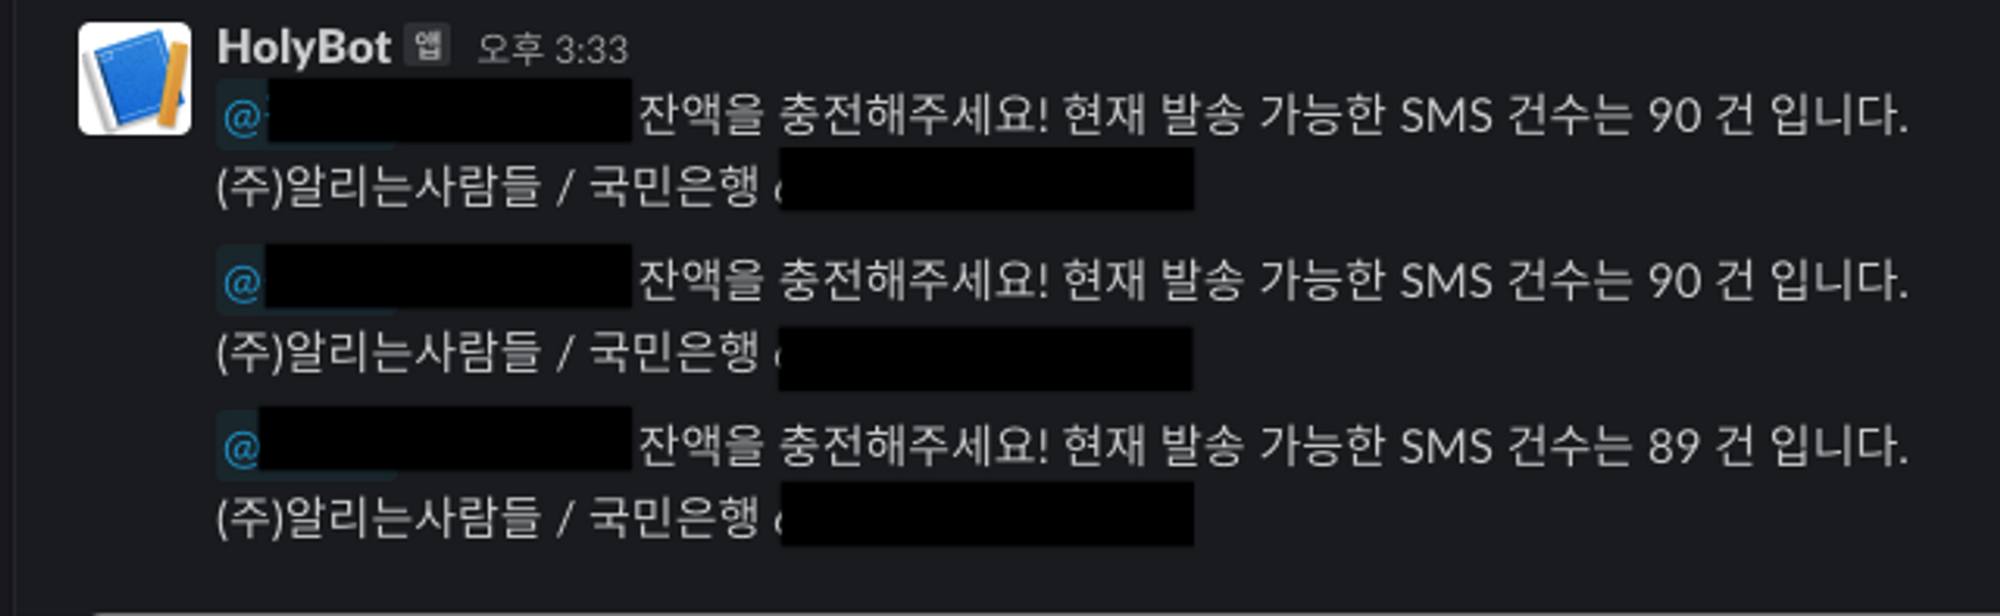 HolyBot 앱 오후 3:33
@ 잔액을 충전해주세요! 현재 발송 가능한 SMS 건수는 90 건 입니다.
(주)알리는사람들 / 국민은행
@ 잔액을 충전해주세요! 현재 발송 가능한 SMS 건수는 90 건 입니다.
(주)알리는사람들 / 국민은행
@ 잔액을 충전해주세요! 현재 발송 가능한 SMS 건수는 89 건 입니다.
(주)알리는사람들 / 국민은행